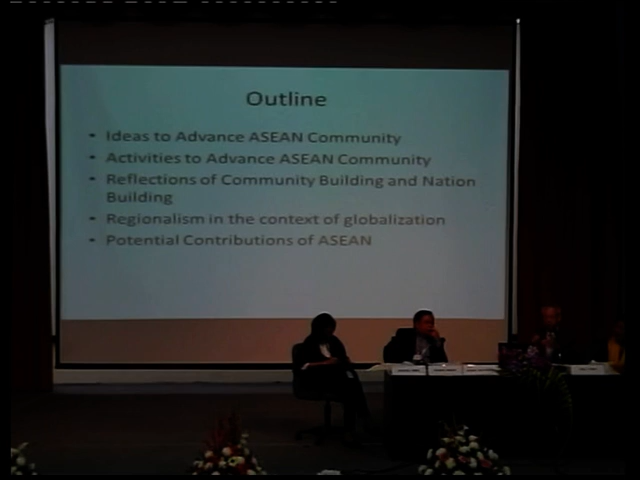 Outline
• Ideas to Advance ASEAN Community
• Activities to Advance ASEAN Community
• Reflections of Community Building and Nation
Building
• Regionalism in the context of globalization
• Potential Contributions of ASEAN